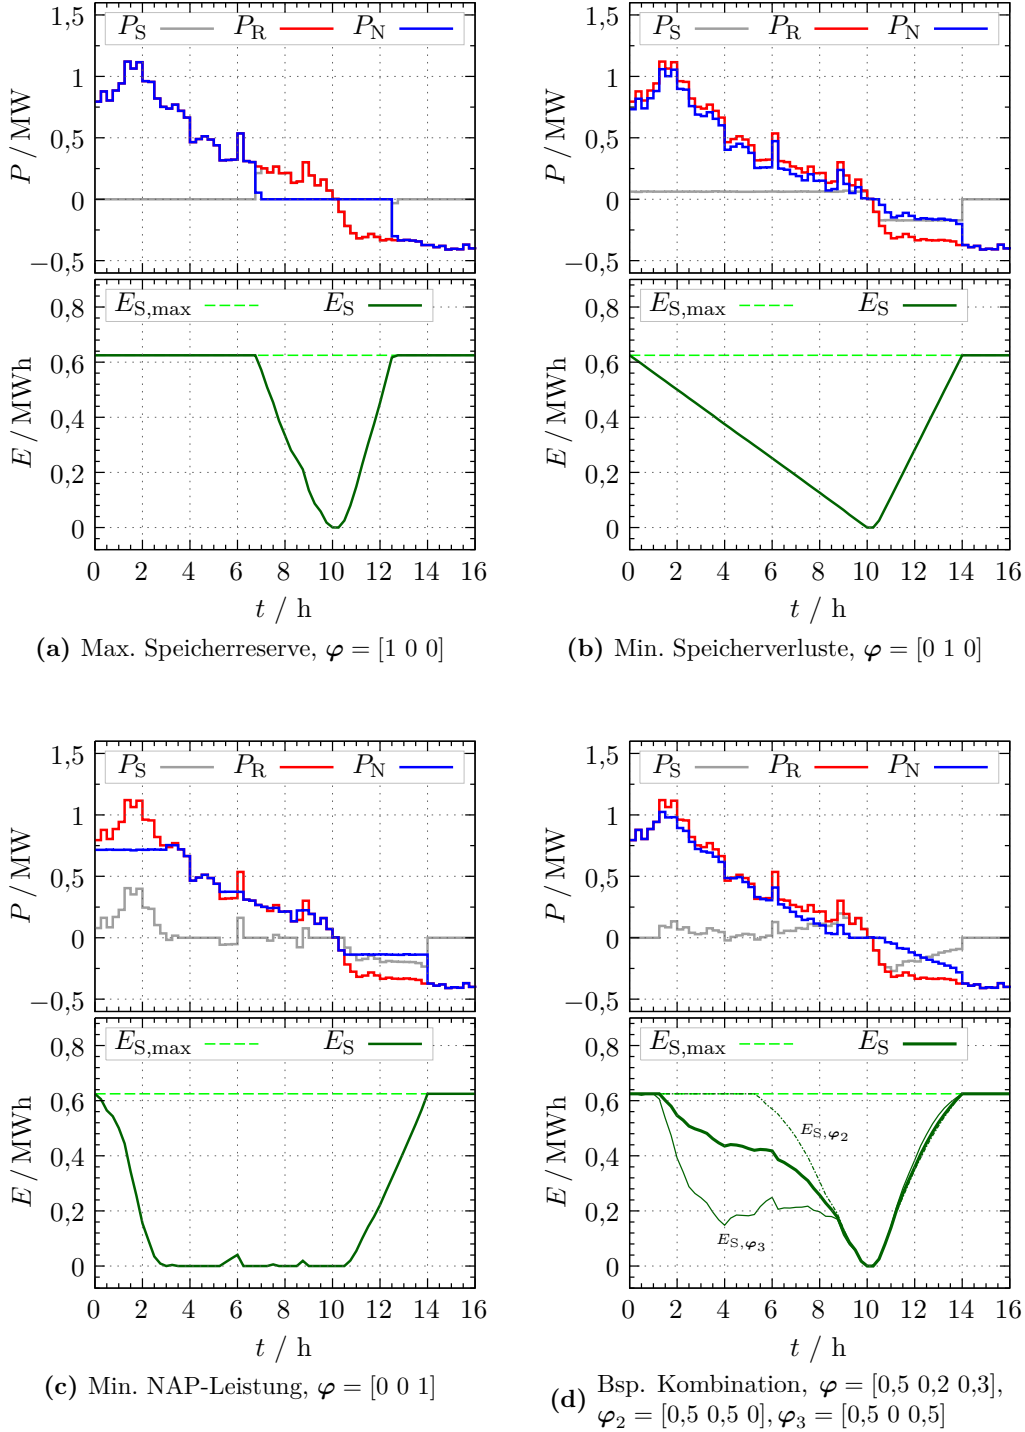 1,5
P_S P_R P_N
1
0,5
0
−0,5
P / MW
E_S,max E_S
0,8
0,6
0,4
0,2
0
E / MWh
0 2 4 6 8 10 12 14 16
t / h
(a) Max. Speicherreserve, φ = [1 0 0]
1,5
P_S P_R P_N
1
0,5
0
−0,5
P / MW
E_S,max E_S
0,8
0,6
0,4
0,2
0
E / MWh
0 2 4 6 8 10 12 14 16
t / h
(b) Min. Speicherverluste, φ = [0 1 0]
1,5
P_S P_R P_N
1
0,5
0
−0,5
P / MW
E_S,max E_S
0,8
0,6
0,4
0,2
0
E / MWh
0 2 4 6 8 10 12 14 16
t / h
(c) Min. NAP-Leistung, φ = [0 0 1]
1,5
P_S P_R P_N
1
0,5
0
−0,5
P / MW
E_S,max E_S
0,8
0,6
0,4
0,2
0
E / MWh
E_S,φ₂
E_S,φ₃
0 2 4 6 8 10 12 14 16
t / h
(d) Bsp. Kombination, φ = [0,5 0,2 0,3],
φ₂ = [0,5 0,5 0], φ₃ = [0,5 0 0,5]